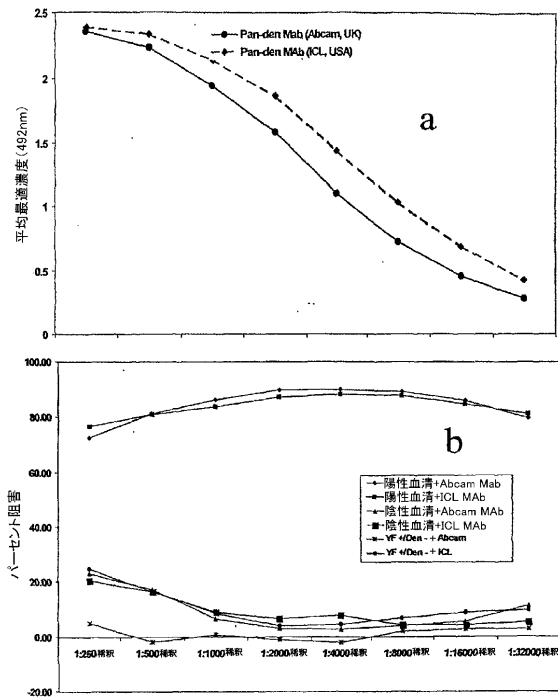 2.5
2
1.5
1
0.5
0
平均最適濃度(492nm)
Pan-den Mab (Abcam, UK)
Pan-den MAb (ICL, USA)
a
100.00
80.00
60.00
40.00
20.00
0.00
パーセント阻害
b
陽性血清+Abcam Mab
陽性血清+ICL MAb
陰性血清+Abcam MAb
陰性血清+ICL MAb
YF +/Den - + Abcam
YF +/Den - + ICL
1:250稀釈 1:500稀釈 1:1000稀釈 1:2000稀釈 1:4000稀釈 1:8000稀釈 1:16000稀釈 1:32000稀釈